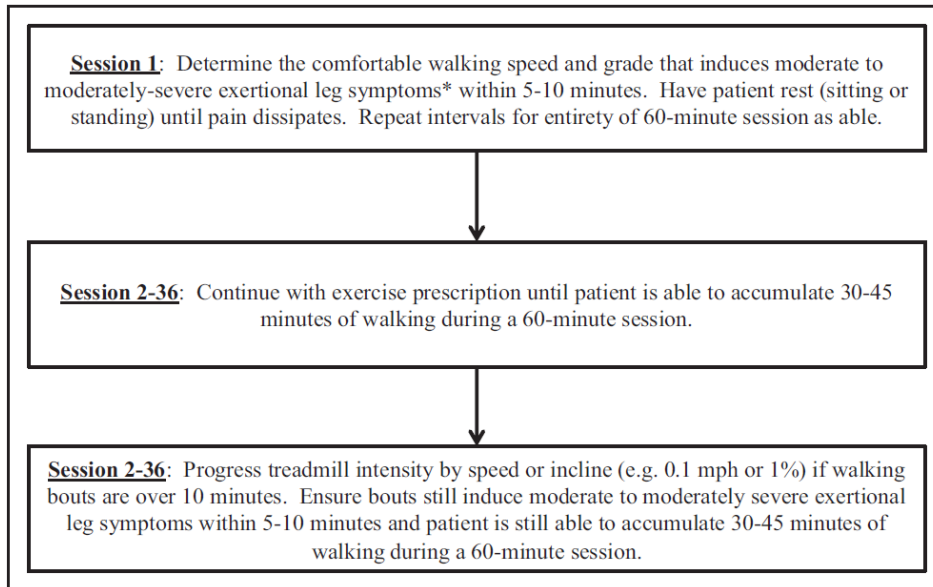 Session 1: Determine the comfortable walking speed and grade that induces moderate to
moderately-severe exertional leg symptoms* within 5-10 minutes. Have patient rest (sitting or
standing) until pain dissipates. Repeat intervals for entirety of 60-minute session as able.
Session 2-36: Continue with exercise prescription until patient is able to accumulate 30-45
minutes of walking during a 60-minute session.
Session 2-36: Progress treadmill intensity by speed or incline (e.g. 0.1 mph or 1%) if walking
bouts are over 10 minutes. Ensure bouts still induce moderate to moderately severe exertional
leg symptoms within 5-10 minutes and patient is still able to accumulate 30-45 minutes of
walking during a 60-minute session.